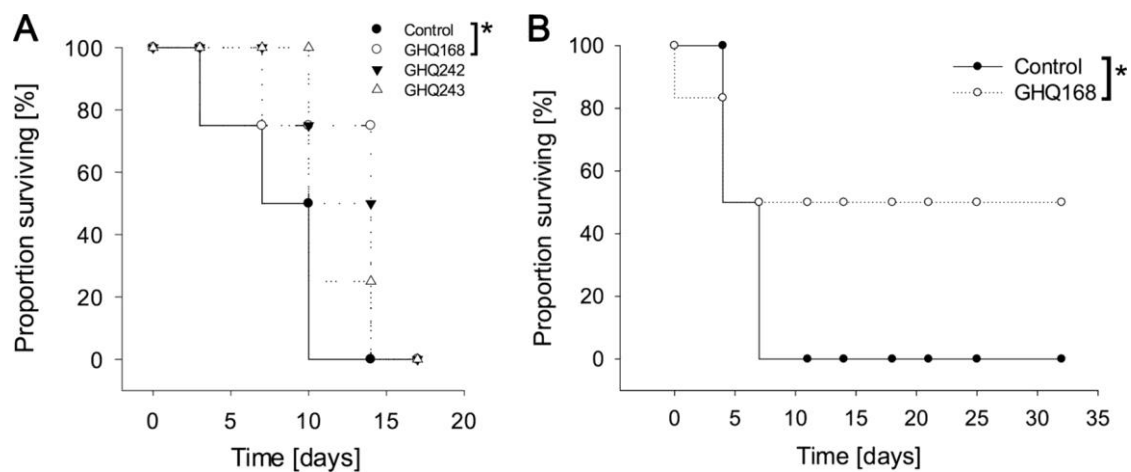 A
Control
GHQ168
]*
GHQ242
GHQ243
100
80
60
40
20
0
Proportion surviving [%]
0 5 10 15 20
Time [days]
B
Control
GHQ168
]*
100
80
60
40
20
0
Proportion surviving [%]
0 5 10 15 20 25 30 35
Time [days]